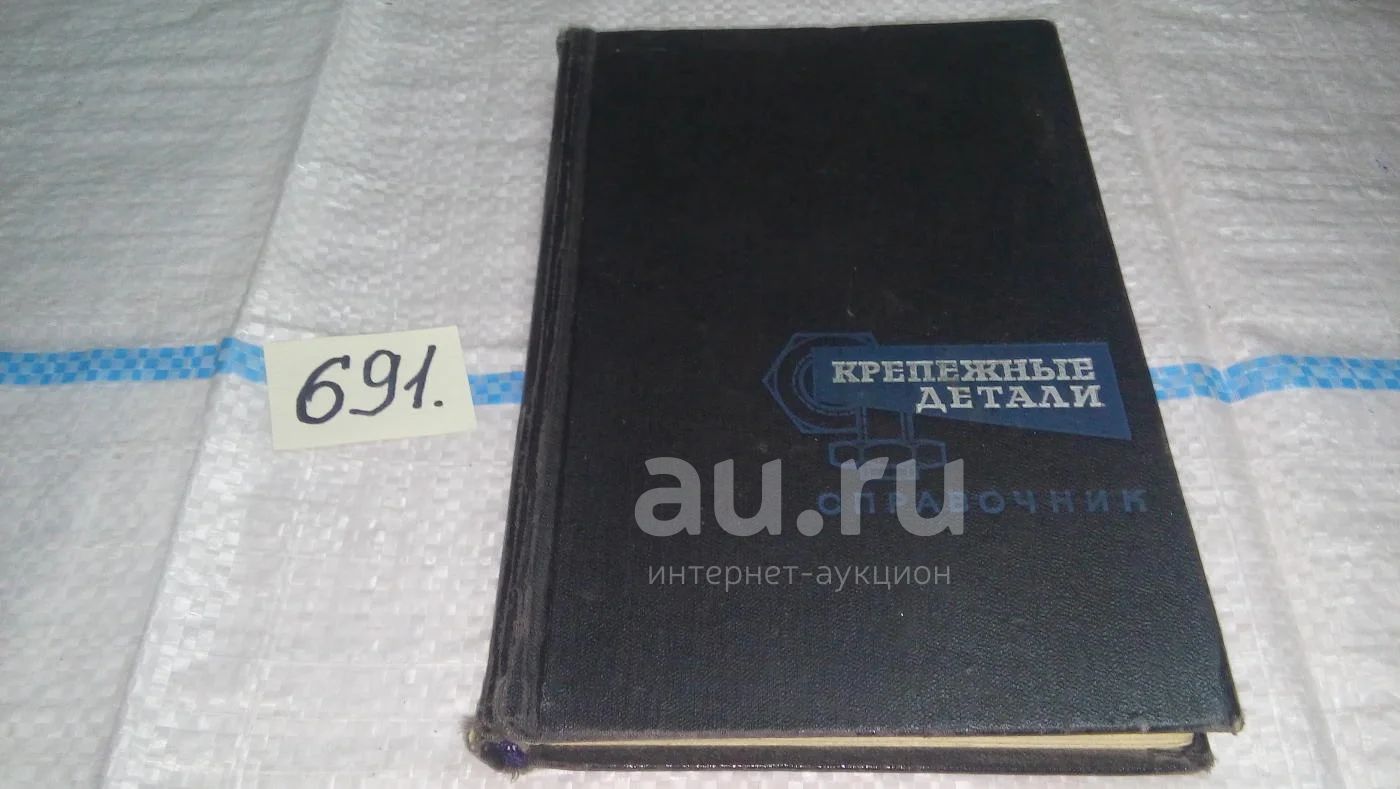 691.
КРЕПЕЖНЫЕ
ДЕТАЛИ
СПРАВОЧНИК
au.ru
интернет-аукцион